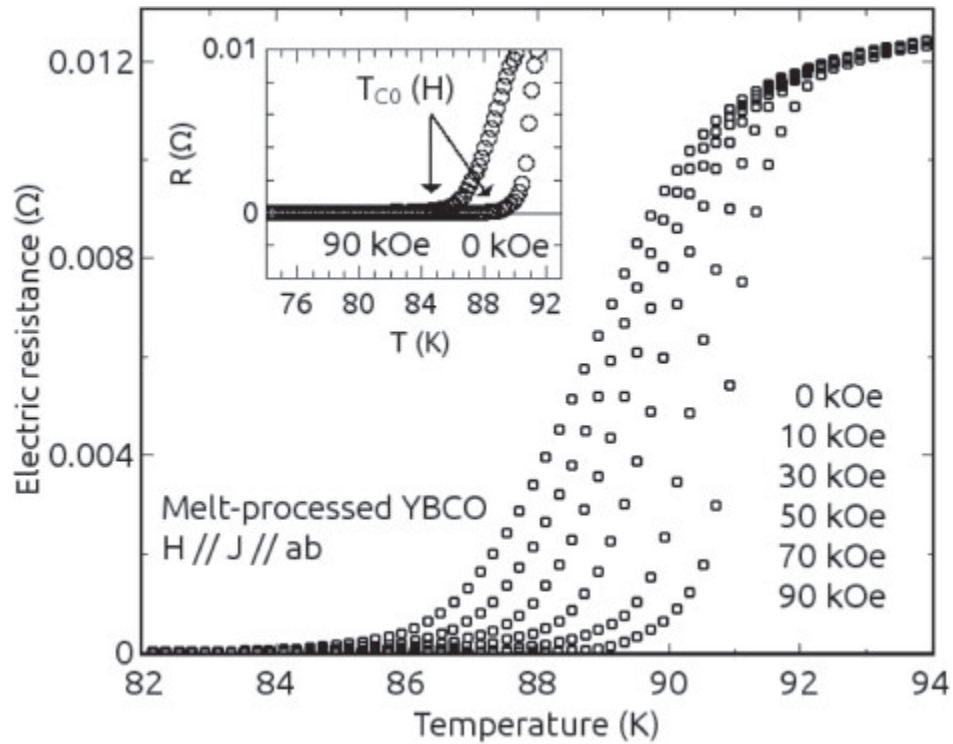 Electric resistance (Ω)
0.012
0.008
0.004
0
82
84
86
88
90
92
94
Temperature (K)
R (Ω)
0.01
0
T_C0 (H)
90 kOe
0 kOe
76
80
84
88
92
T (K)
Melt-processed YBCO
H // J // ab
0 kOe
10 kOe
30 kOe
50 kOe
70 kOe
90 kOe